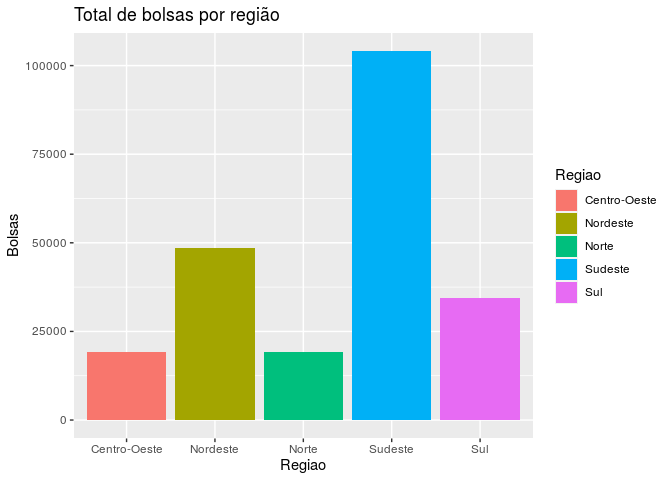 Total de bolsas por região
100000
75000
50000
25000
0
Bolsas
Centro-Oeste
Nordeste
Norte
Sudeste
Sul
Regiao
Regiao
Centro-Oeste
Nordeste
Norte
Sudeste
Sul